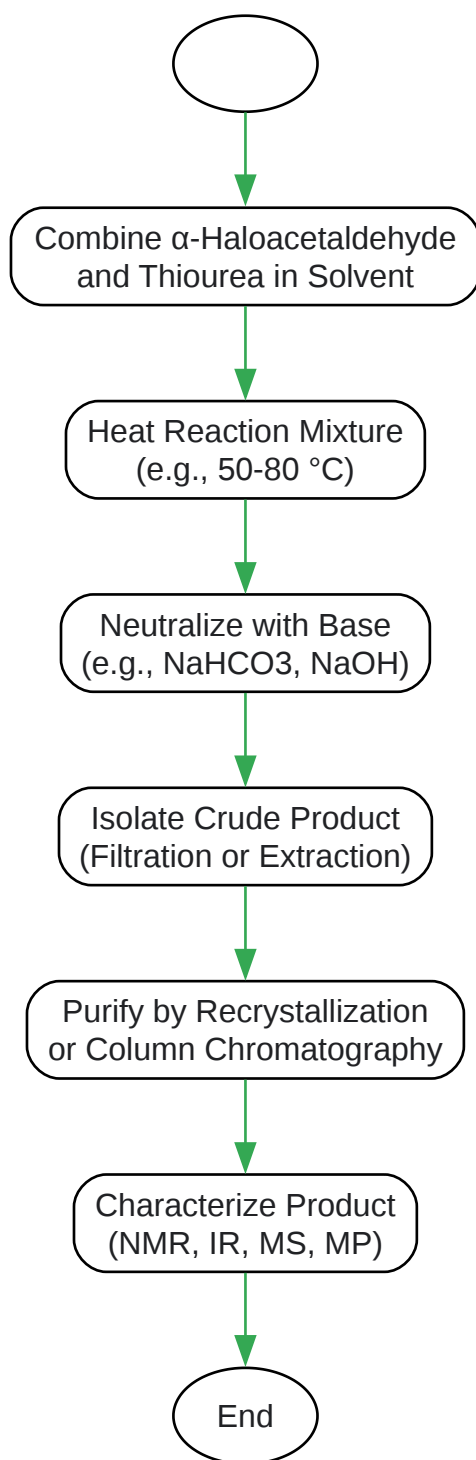 Combine α-Haloacetaldehyde
and Thiourea in Solvent
Heat Reaction Mixture
(e.g., 50-80 °C)
Neutralize with Base
(e.g., NaHCO3, NaOH)
Isolate Crude Product
(Filtration or Extraction)
Purify by Recrystallization
or Column Chromatography
Characterize Product
(NMR, IR, MS, MP)
End